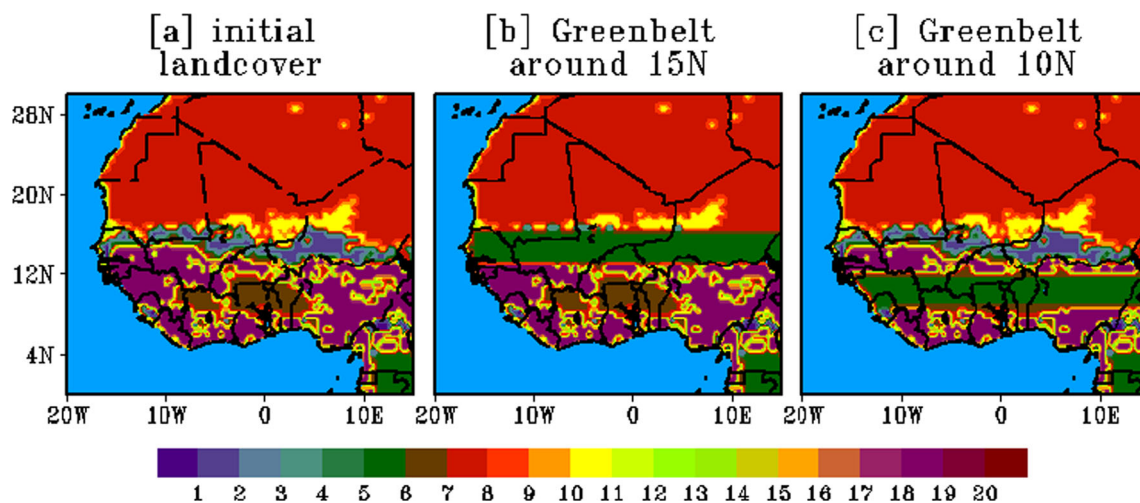 [a] initial landcover
[b] Greenbelt around 15N
[c] Greenbelt around 10N
28N
20N
12N
4N
20W 10W 0 10E
20W 10W 0 10E
20W 10W 0 10E
1 2 3 4 5 6 7 8 9 10 11 12 13 14 15 16 17 18 19 20